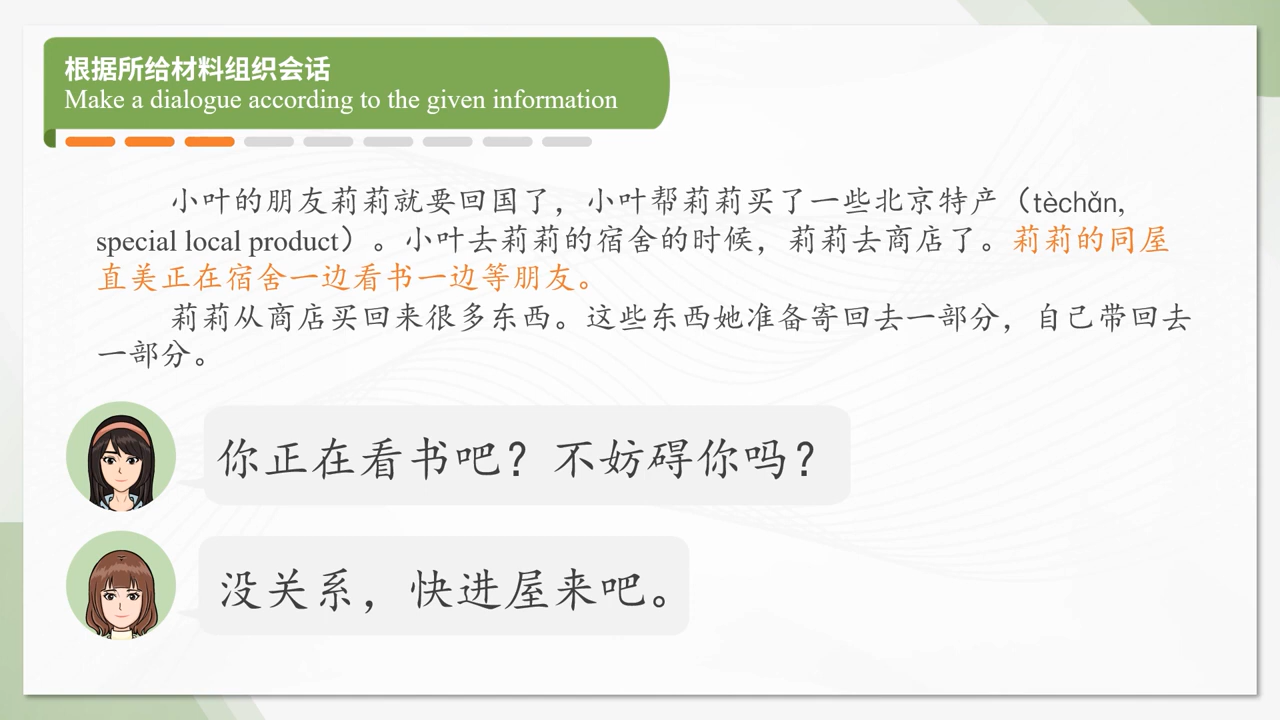 根据所给材料组织会话
Make a dialogue according to the given information
小叶的朋友莉莉就要回国了，小叶帮莉莉买了一些北京特产（tèchǎn,
special local product）。小叶去莉莉的宿舍的时候，莉莉去商店了。莉莉的同屋
直美正在宿舍一边看书一边等朋友。
莉莉从商店买回来很多东西。这些东西她准备寄回去一部分，自己带回去
一部分。
你正在看书吧？不妨碍你吗？
没关系，快进屋来吧。